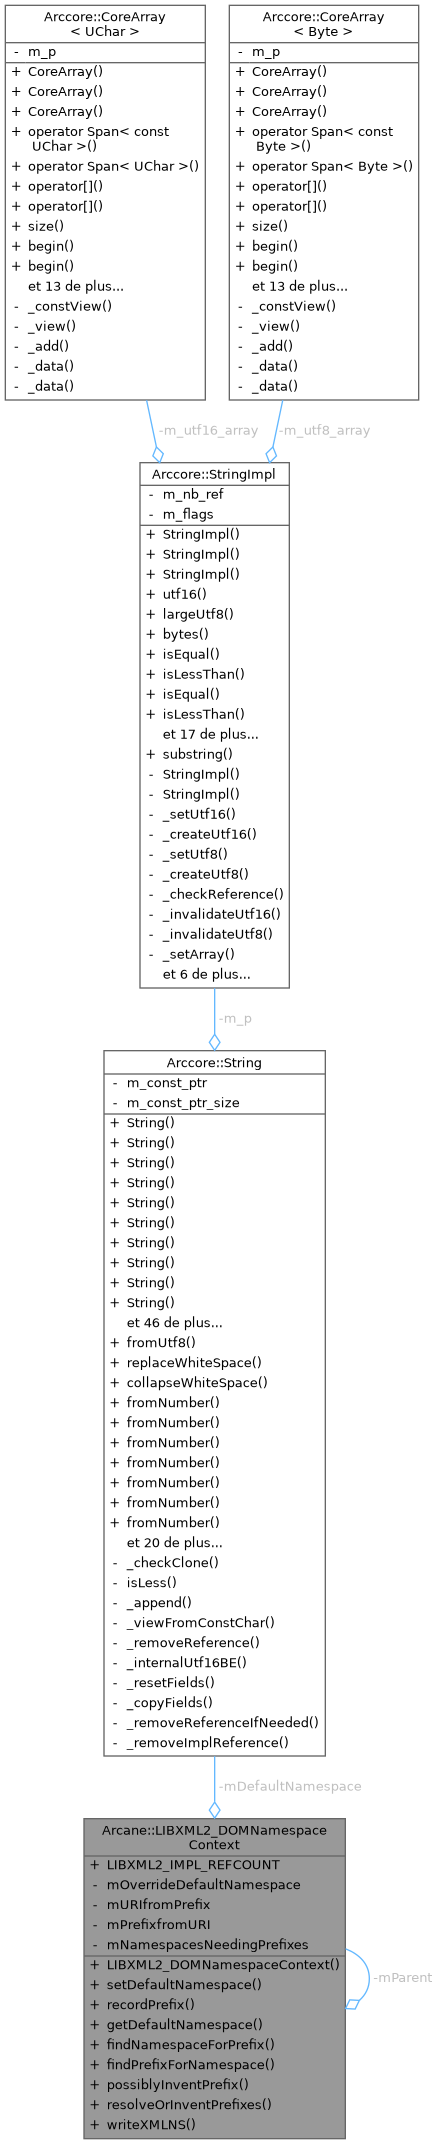 Arccore::CoreArray
< UChar >
- m_p
+ CoreArray()
+ CoreArray()
+ CoreArray()
+ operator Span< const
UChar >()
+ operator Span< UChar >()
+ operator[]()
+ operator[]()
+ size()
+ begin()
+ begin()
et 13 de plus...
- _constView()
- _view()
- _add()
- _data()
- _data()
Arccore::CoreArray
< Byte >
- m_p
+ CoreArray()
+ CoreArray()
+ CoreArray()
+ operator Span< const
Byte >()
+ operator Span< Byte >()
+ operator[]()
+ operator[]()
+ size()
+ begin()
+ begin()
et 13 de plus...
- _constView()
- _view()
- _add()
- _data()
- _data()
-m_utf16_array
-m_utf8_array
Arccore::StringImpl
- m_nb_ref
- m_flags
+ StringImpl()
+ StringImpl()
+ StringImpl()
+ utf16()
+ largeUtf8()
+ bytes()
+ isEqual()
+ isLessThan()
+ isEqual()
+ isLessThan()
et 17 de plus...
+ substring()
- StringImpl()
- StringImpl()
- _setUtf16()
- _createUtf16()
- _setUtf8()
- _createUtf8()
- _checkReference()
- _invalidateUtf16()
- _invalidateUtf8()
- _setArray()
et 6 de plus...
-m_p
Arccore::String
- m_const_ptr
- m_const_ptr_size
+ String()
+ String()
+ String()
+ String()
+ String()
+ String()
+ String()
+ String()
+ String()
+ String()
et 46 de plus...
+ fromUtf8()
+ replaceWhiteSpace()
+ collapseWhiteSpace()
+ fromNumber()
+ fromNumber()
+ fromNumber()
+ fromNumber()
+ fromNumber()
+ fromNumber()
+ fromNumber()
et 20 de plus...
- _checkClone()
- isLess()
- _append()
- _viewFromConstChar()
- _removeReference()
- _internalUtf16BE()
- _resetFields()
- _copyFields()
- _removeReferenceIfNeeded()
- _removeImplReference()
-mDefaultNamespace
Arcane::LIBXML2_DOMNamespace
Context
+ LIBXML2_IMPL_REFCOUNT
- mOverrideDefaultNamespace
- mURIfromPrefix
- mPrefixfromURI
- mNamespacesNeedingPrefixes
+ LIBXML2_DOMNamespaceContext()
+ setDefaultNamespace()
+ recordPrefix()
+ getDefaultNamespace()
+ findNamespaceForPrefix()
+ findPrefixForNamespace()
+ possiblyInventPrefix()
+ resolveOrInventPrefixes()
+ writeXMLNS()
-mParent